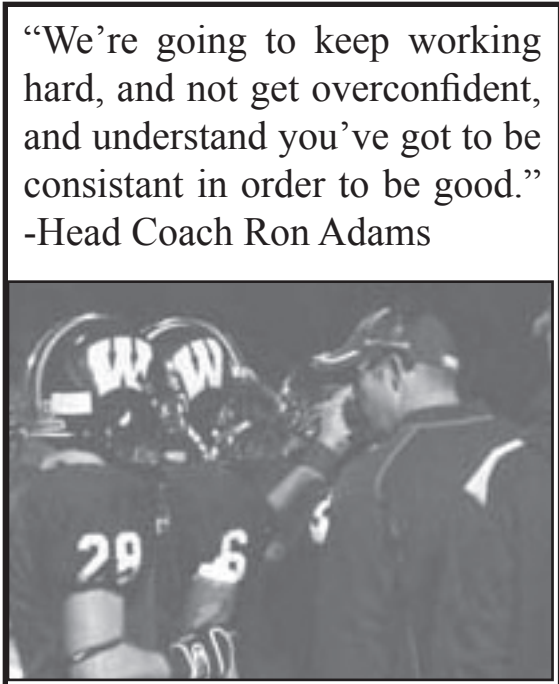 “We’re going to keep working
hard, and not get overconfident,
and understand you’ve got to be
consistant in order to be good.”
-Head Coach Ron Adams
W W
28 6